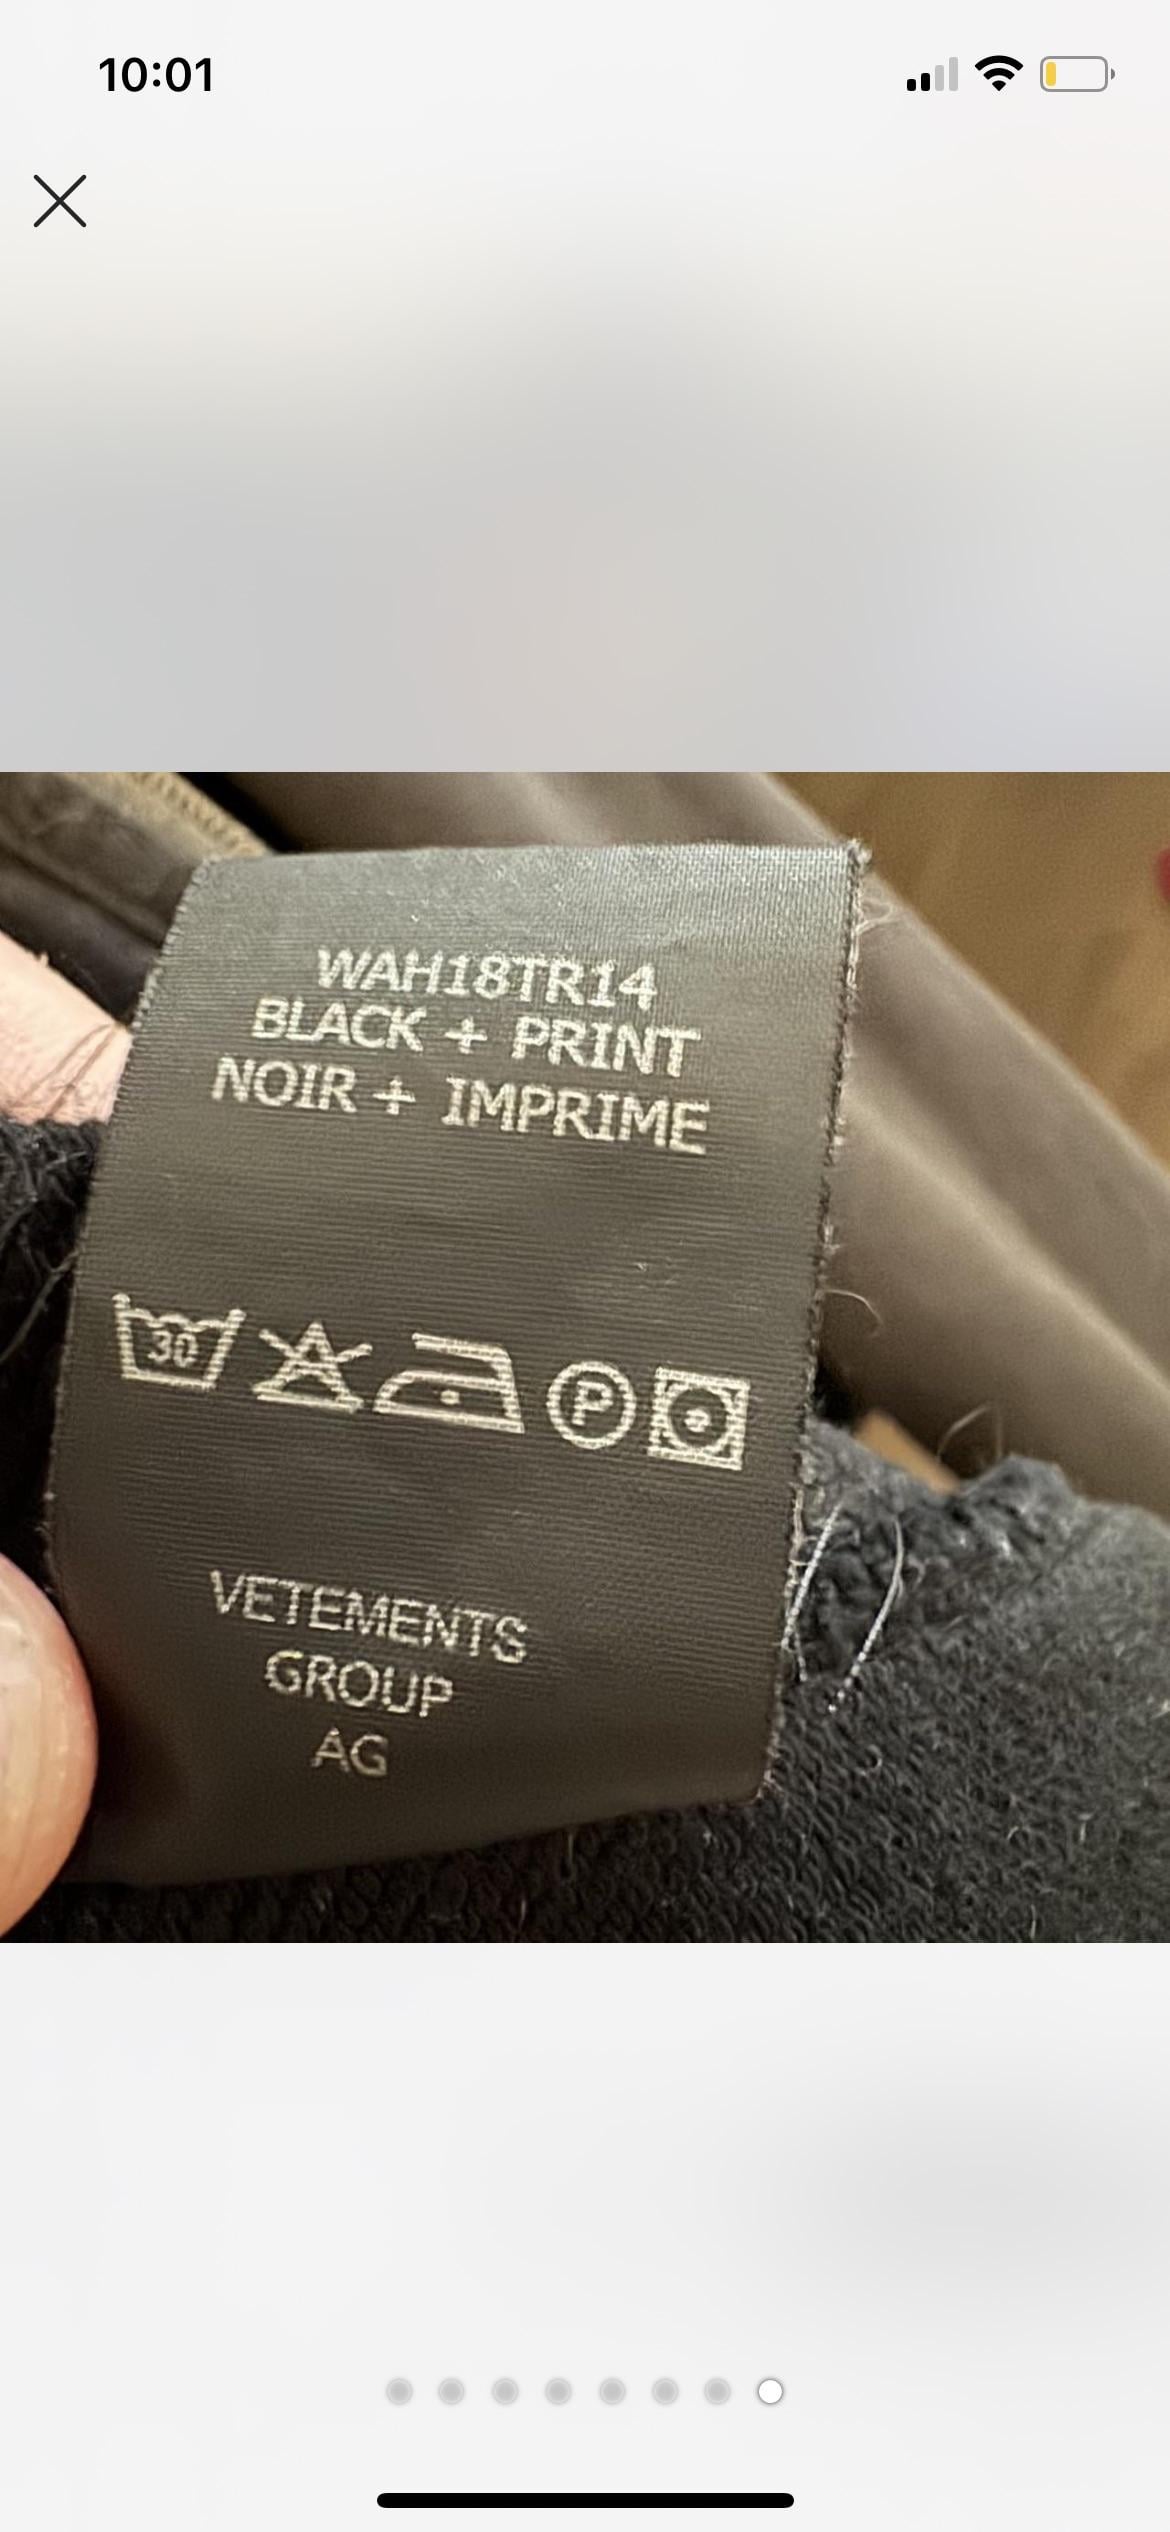 10:01
WAH18TR14
BLACK + PRINT
NOIR + IMPRIME
30
P
VETEMENTS
GROUP
AG